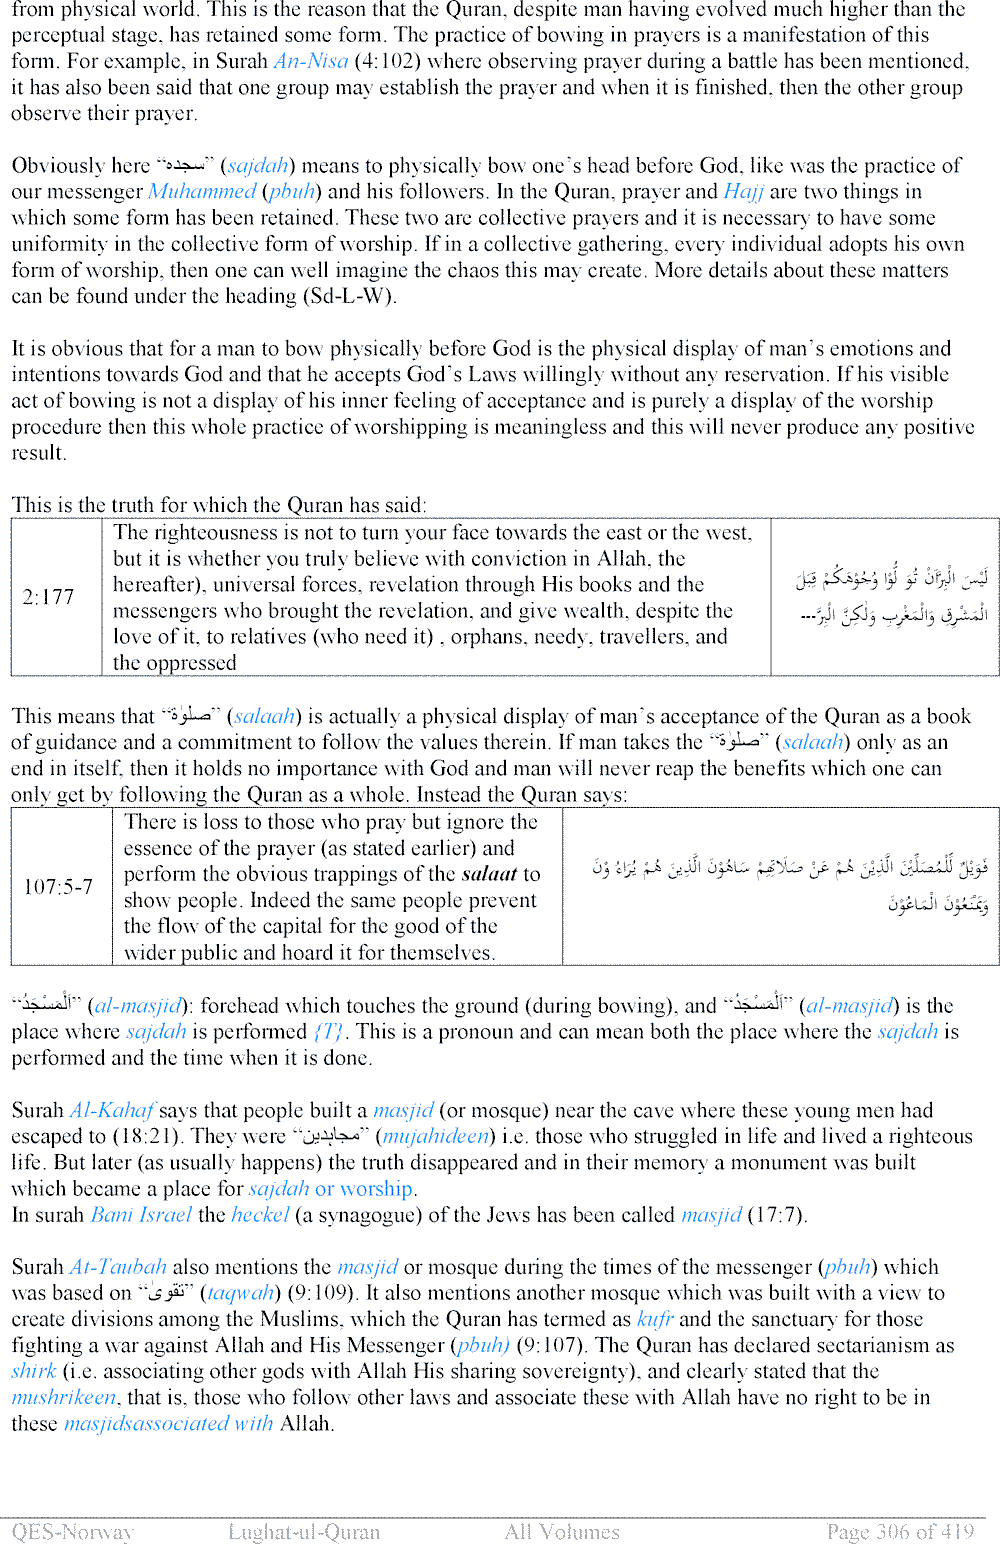 from physical world. This is the reason that the Quran, despite man having evolved much higher than the
perceptual stage, has retained some form. The practice of bowing in prayers is a manifestation of this
form. For example, in Surah An-Nisa (4:102) where observing prayer during a battle has been mentioned,
it has also been said that one group may establish the prayer and when it is finished, then the other group
observe their prayer.
Obviously here “سجده” (sajdah) means to physically bow one’s head before God, like was the practice of
our messenger Muhammed (pbuh) and his followers. In the Quran, prayer and Hajj are two things in
which some form has been retained. These two are collective prayers and it is necessary to have some
uniformity in the collective form of worship. If in a collective gathering, every individual adopts his own
form of worship, then one can well imagine the chaos this may create. More details about these matters
can be found under the heading (Sd-L-W).
It is obvious that for a man to bow physically before God is the physical display of man’s emotions and
intentions towards God and that he accepts God’s Laws willingly without any reservation. If his visible
act of bowing is not a display of his inner feeling of acceptance and is purely a display of the worship
procedure then this whole practice of worshipping is meaningless and this will never produce any positive
result.
This is the truth for which the Quran has said:
2:177
The righteousness is not to turn your face towards the east or the west,
but it is whether you truly believe with conviction in Allah, the
hereafter), universal forces, revelation through His books and the
messengers who brought the revelation, and give wealth, despite the
love of it, to relatives (who need it) , orphans, needy, travellers, and
the oppressed
لَيْسَ الْبِرَّاَنْ تُوَ لُّوْا وُجُوْهَكُمْ قِبَلَ
الْمَشْرِقِ وَالْمَغْرِبِ وَلٰكِنَّ الْبِرَّ---
This means that “صلوٰة” (salaah) is actually a physical display of man’s acceptance of the Quran as a book
of guidance and a commitment to follow the values therein. If man takes the “صلوٰة” (salaah) only as an
end in itself, then it holds no importance with God and man will never reap the benefits which one can
only get by following the Quran as a whole. Instead the Quran says:
107:5-7
There is loss to those who pray but ignore the
essence of the prayer (as stated earlier) and
perform the obvious trappings of the salaat to
show people. Indeed the same people prevent
the flow of the capital for the good of the
wider public and hoard it for themselves.
فَوَيْلٌ لِّلْمُصَلِّيْنَ الَّذِيْنَ هُمْ عَنْ صَلَاتِهِمْ سَاهُوْنَ الَّذِينَ هُمْ يُرَاءُ وْنَ
وَيَمْنَعُوْنَ الْمَاعُوْنَ
“اَلْمَسْجَدُ” (al-masjid): forehead which touches the ground (during bowing), and “اَلْمَسْجَدُ” (al-masjid) is the
place where sajdah is performed {T}. This is a pronoun and can mean both the place where the sajdah is
performed and the time when it is done.
Surah Al-Kahaf says that people built a masjid (or mosque) near the cave where these young men had
escaped to (18:21). They were “مجاہدین” (mujahideen) i.e. those who struggled in life and lived a righteous
life. But later (as usually happens) the truth disappeared and in their memory a monument was built
which became a place for sajdah or worship.
In surah Bani Israel the heckel (a synagogue) of the Jews has been called masjid (17:7).
Surah At-Taubah also mentions the masjid or mosque during the times of the messenger (pbuh) which
was based on “تقویٰ” (taqwah) (9:109). It also mentions another mosque which was built with a view to
create divisions among the Muslims, which the Quran has termed as kufr and the sanctuary for those
fighting a war against Allah and His Messenger (pbuh) (9:107). The Quran has declared sectarianism as
shirk (i.e. associating other gods with Allah His sharing sovereignty), and clearly stated that the
mushrikeen, that is, those who follow other laws and associate these with Allah have no right to be in
these masjidsassociated with Allah.
QES-Norway Lughat-ul-Quran All Volumes Page 306 of 419